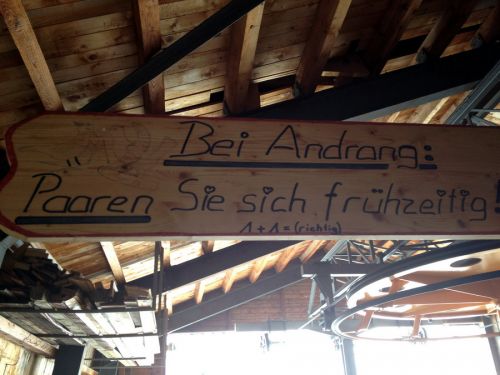 Bei Andrang:
Paaren Sie sich frühzeitig!
1 + 1 = (richtig)